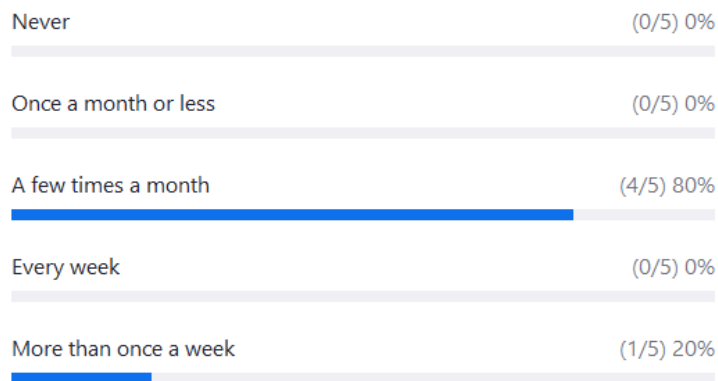 Never (0/5) 0%
Once a month or less (0/5) 0%
A few times a month (4/5) 80%
Every week (0/5) 0%
More than once a week (1/5) 20%